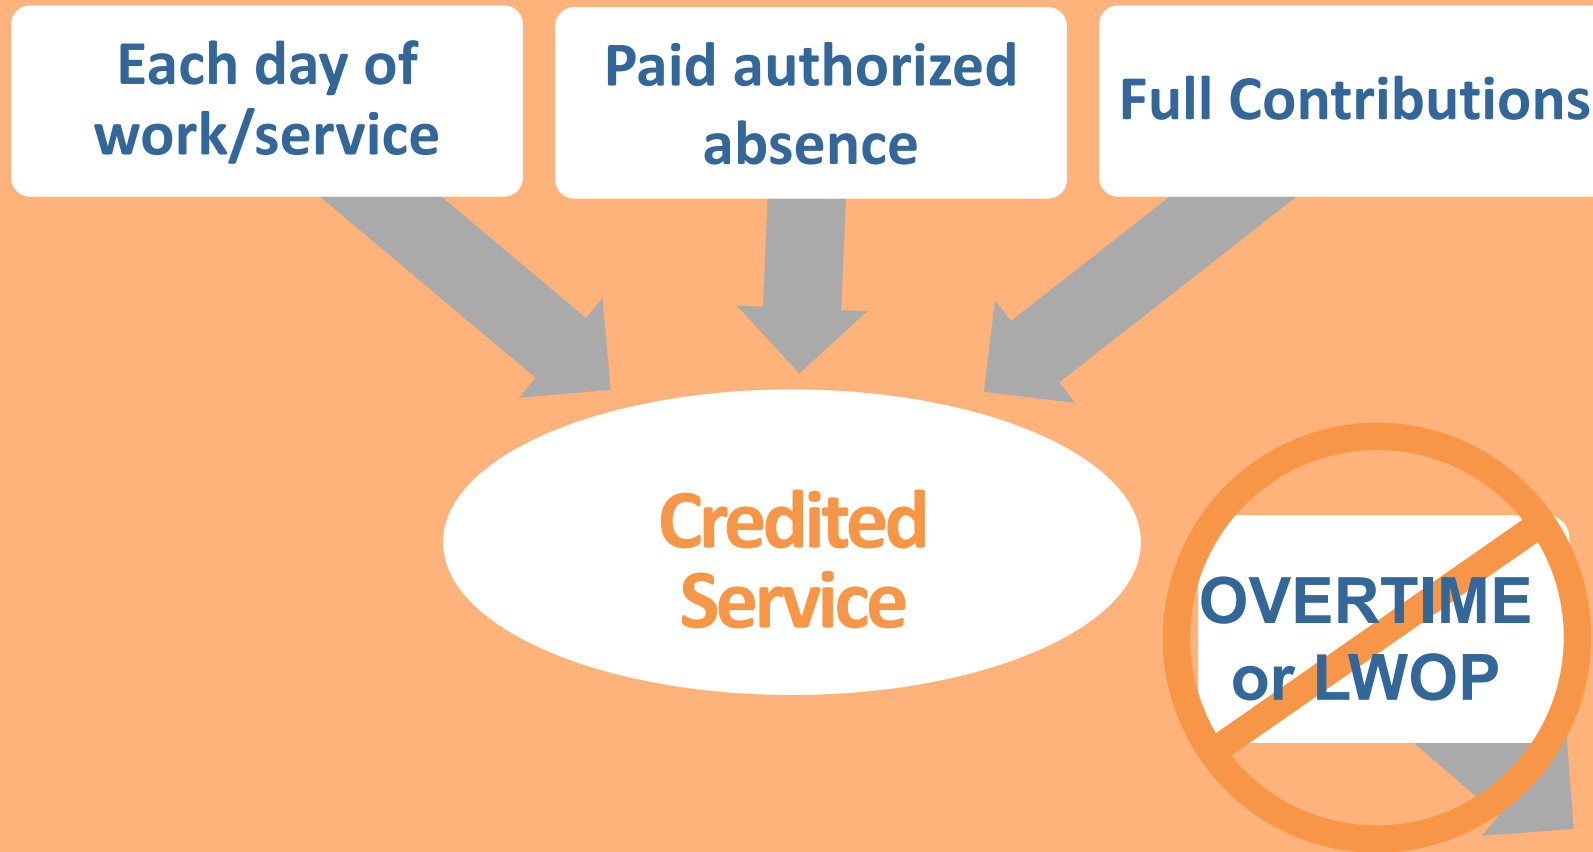 Each day of
work/service
Paid authorized
absence
Full Contributions
Credited
Service
OVERTIME
or LWOP